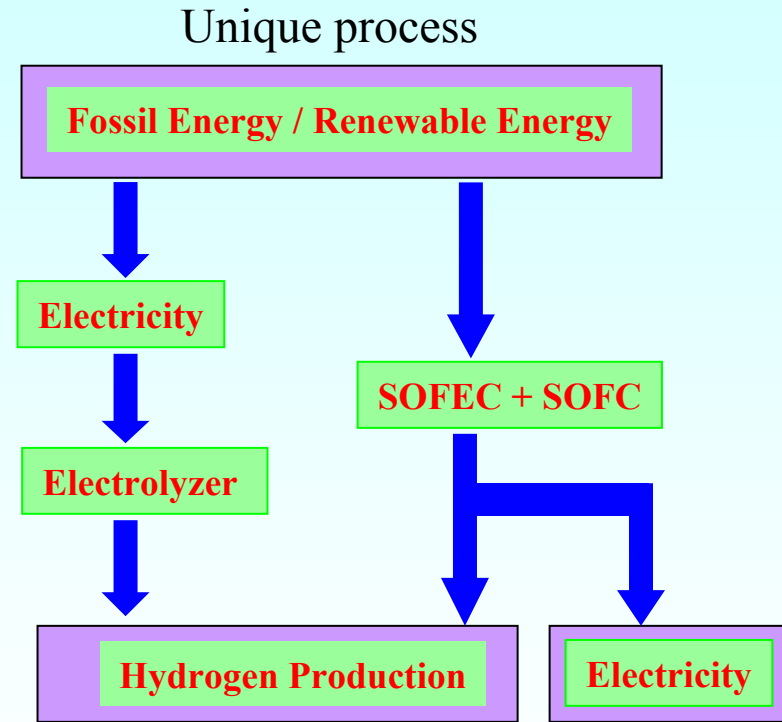 Unique process
Fossil Energy / Renewable Energy
Electricity
SOFEC + SOFC
Electrolyzer
Hydrogen Production
Electricity